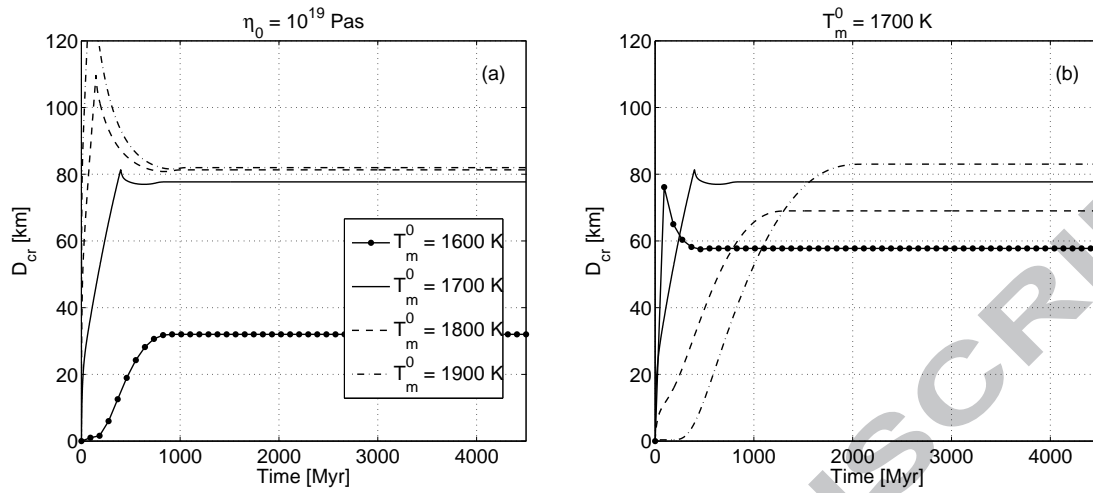 η0 = 10^19 Pas
120
100
80
60
40
20
0
D_cr [km]
(a)
T_m^0 = 1600 K
T_m^0 = 1700 K
T_m^0 = 1800 K
T_m^0 = 1900 K
0 1000 2000 3000 4000
Time [Myr]
T_m^0 = 1700 K
120
100
80
60
40
20
0
D_cr [km]
(b)
0 1000 2000 3000 4000
Time [Myr]
NUSCRI